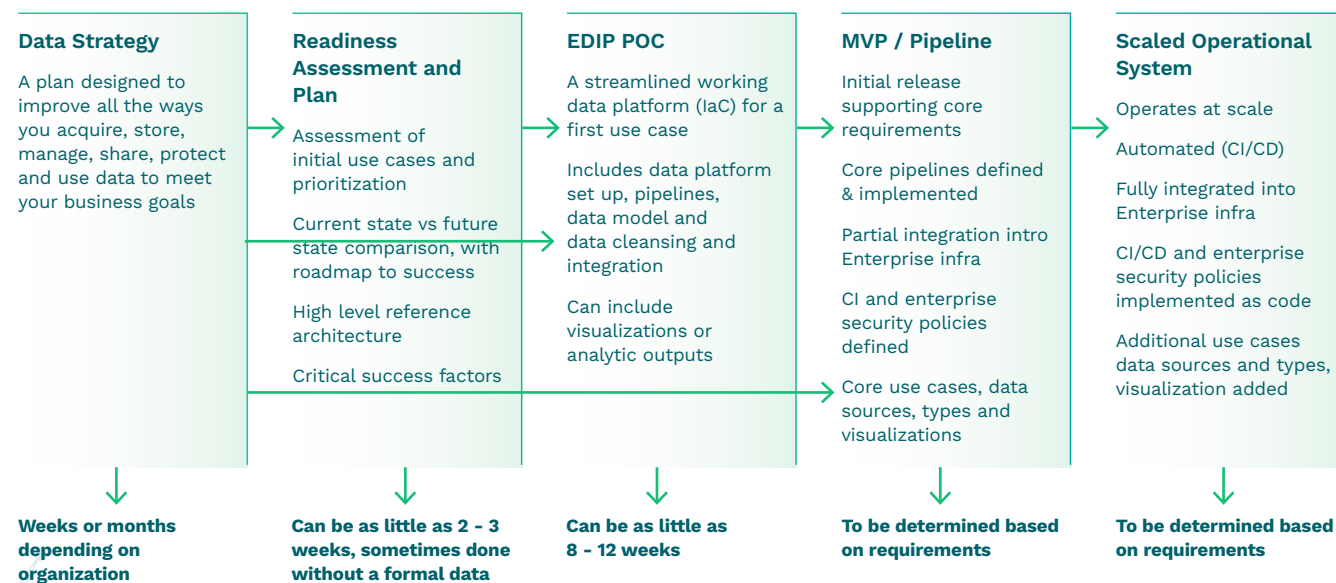 Data Strategy
A plan designed to
improve all the ways
you acquire, store,
manage, share, protect
and use data to meet
your business goals
Weeks or months
depending on
organization
Readiness
Assessment and
Plan
Assessment of
initial use cases and
prioritization
Current state vs future
state comparison, with
roadmap to success
High level reference
architecture
Critical success factors
Can be as little as 2 - 3
weeks, sometimes done
without a formal data
EDIP POC
A streamlined working
data platform (IaC) for a
first use case
Includes data platform
set up, pipelines,
data model and
data cleansing and
integration
Can include
visualizations or
analytic outputs
Can be as little as
8 - 12 weeks
MVP / Pipeline
Initial release
supporting core
requirements
Core pipelines defined
& implemented
Partial integration intro
Enterprise infra
CI and enterprise
security policies
defined
Core use cases, data
sources, types and
visualizations
To be determined based
on requirements
Scaled Operational
System
Operates at scale
Automated (CI/CD)
Fully integrated into
Enterprise infra
CI/CD and enterprise
security policies
implemented as code
Additional use cases
data sources and types,
visualization added
To be determined based
on requirements